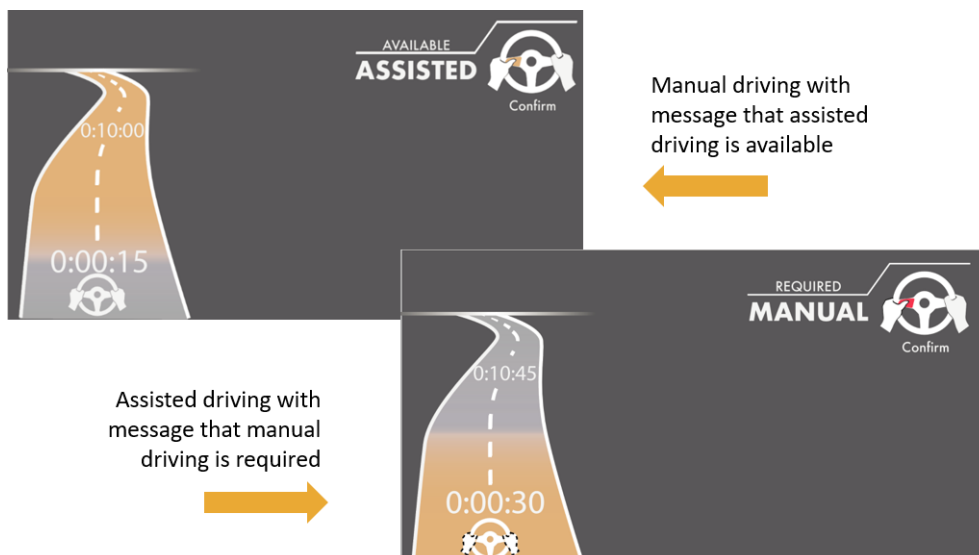 AVAILABLE
ASSISTED
Confirm
0:10:00
0:00:15
Manual driving with
message that assisted
driving is available
REQUIRED
MANUAL
Confirm
0:10:45
0:00:30
Assisted driving with
message that manual
driving is required